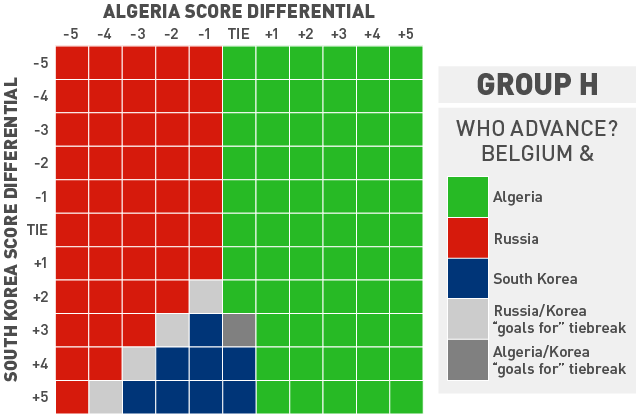 ALGERIA SCORE DIFFERENTIAL
-5 -4 -3 -2 -1 TIE +1 +2 +3 +4 +5
SOUTH KOREA SCORE DIFFERENTIAL
-5
-4
-3
-2
-1
TIE
+1
+2
+3
+4
+5
GROUP H
WHO ADVANCE?
BELGIUM &
Algeria
Russia
South Korea
Russia/Korea
“goals for” tiebreak
Algeria/Korea
“goals for” tiebreak